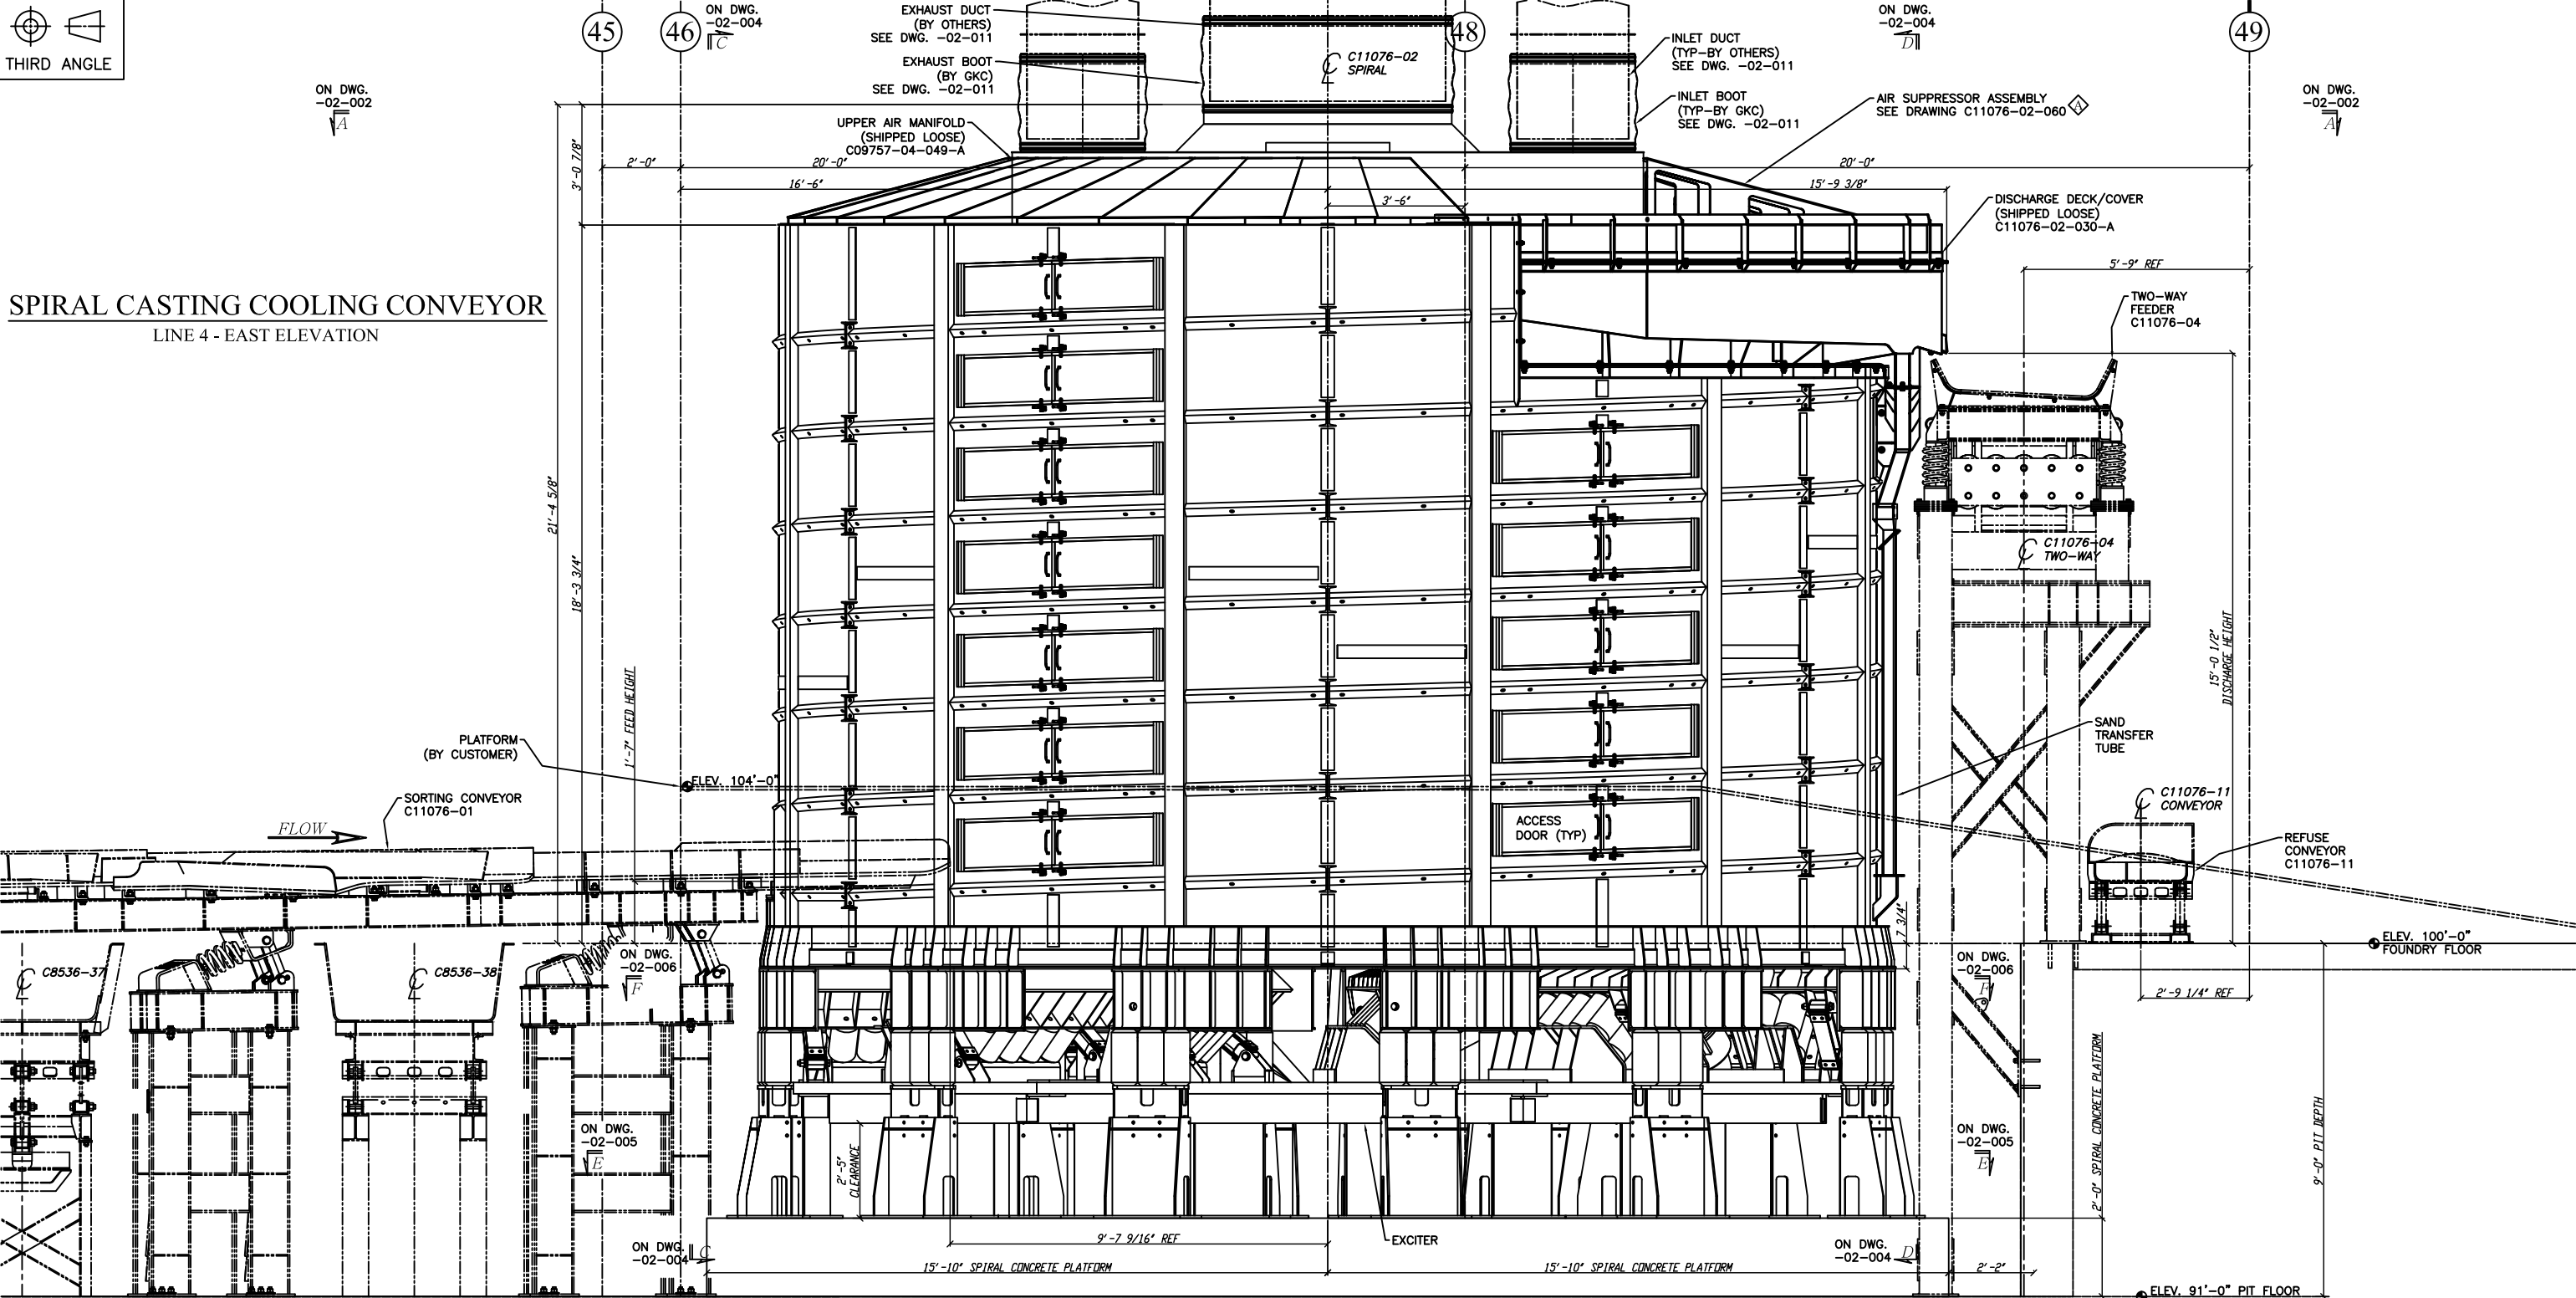 THIRD ANGLE
45
46
48
49
ON DWG.
-02-004
C
EXHAUST DUCT
(BY OTHERS)
SEE DWG. -02-011
EXHAUST BOOT
(BY GKC)
SEE DWG. -02-011
C11076-02
SPIRAL
INLET DUCT
(TYP-BY OTHERS)
SEE DWG. -02-011
INLET BOOT
(TYP-BY GKC)
SEE DWG. -02-011
ON DWG.
-02-004
D
ON DWG.
-02-002
A
ON DWG.
-02-002
A
AIR SUPPRESSOR ASSEMBLY
SEE DRAWING C11076-02-060
A
UPPER AIR MANIFOLD
(SHIPPED LOOSE)
C09757-04-049-A
3'-0 7/8"
2'-0"
20'-0"
20'-0"
16'-6"
15'-9 3/8"
3'-6"
DISCHARGE DECK/COVER
(SHIPPED LOOSE)
C11076-02-030-A
5'-9" REF
SPIRAL CASTING COOLING CONVEYOR
LINE 4 - EAST ELEVATION
TWO-WAY
FEEDER
C11076-04
21'-4 5/8"
18'-3 3/4"
C11076-04
TWO-WAY
15'-0 1/2"
DISCHARGE HEIGHT
1'-7" FEED HEIGHT
PLATFORM
(BY CUSTOMER)
ELEV. 104'-0"
SAND
TRANSFER
TUBE
SORTING CONVEYOR
C11076-01
FLOW
ACCESS
DOOR (TYP)
C11076-11
CONVEYOR
REFUSE
CONVEYOR
C11076-11
7 3/4"
ELEV. 100'-0"
FOUNDRY FLOOR
C8536-37
C8536-38
ON DWG.
-02-006
F
ON DWG.
-02-006
F
2'-9 1/4" REF
ON DWG.
-02-005
E
ON DWG.
-02-005
E
2'-5"
CLEARANCE
2'-0" SPIRAL CONCRETE PLATFORM
9'-0" PIT DEPTH
ON DWG.
-02-004
C
9'-7 9/16" REF
EXCITER
ON DWG.
-02-004
D
15'-10" SPIRAL CONCRETE PLATFORM
15'-10" SPIRAL CONCRETE PLATFORM
2'-2"
ELEV. 91'-0" PIT FLOOR